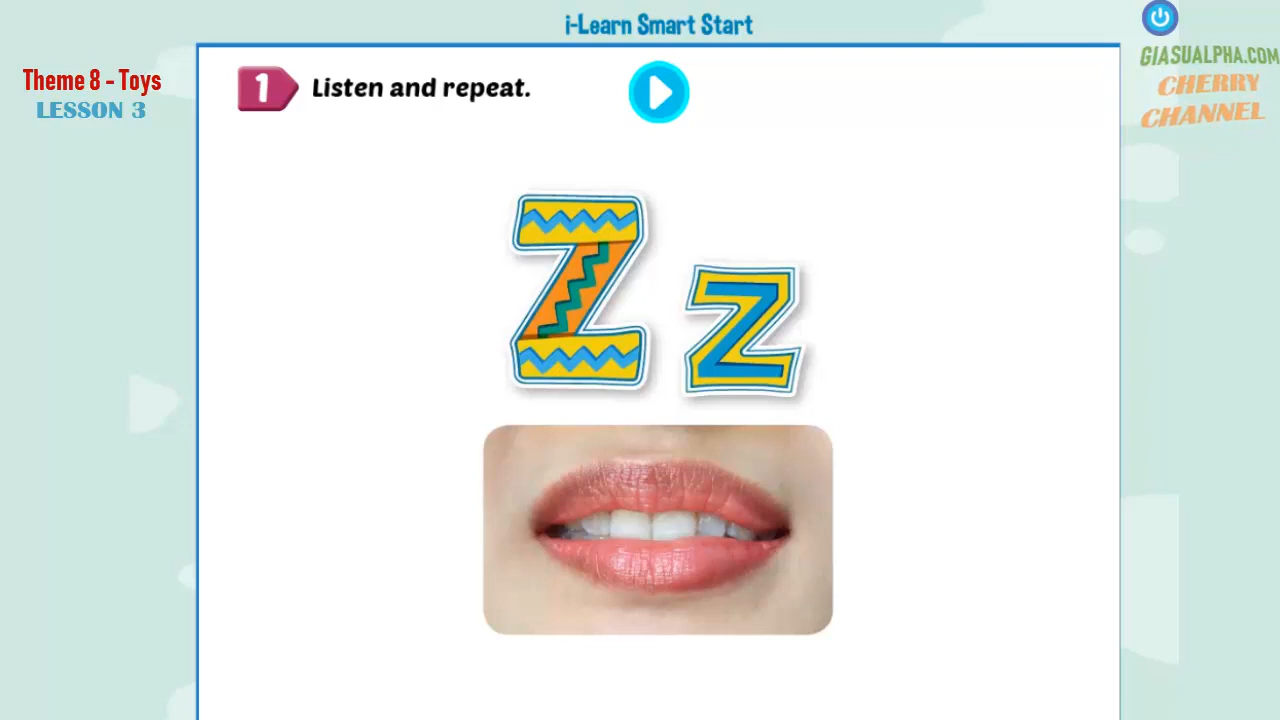 i-Learn Smart Start
Theme 8 - Toys
LESSON 3
1 Listen and repeat.
GIASUALPHA.COM
CHERRY
CHANNEL
Z z